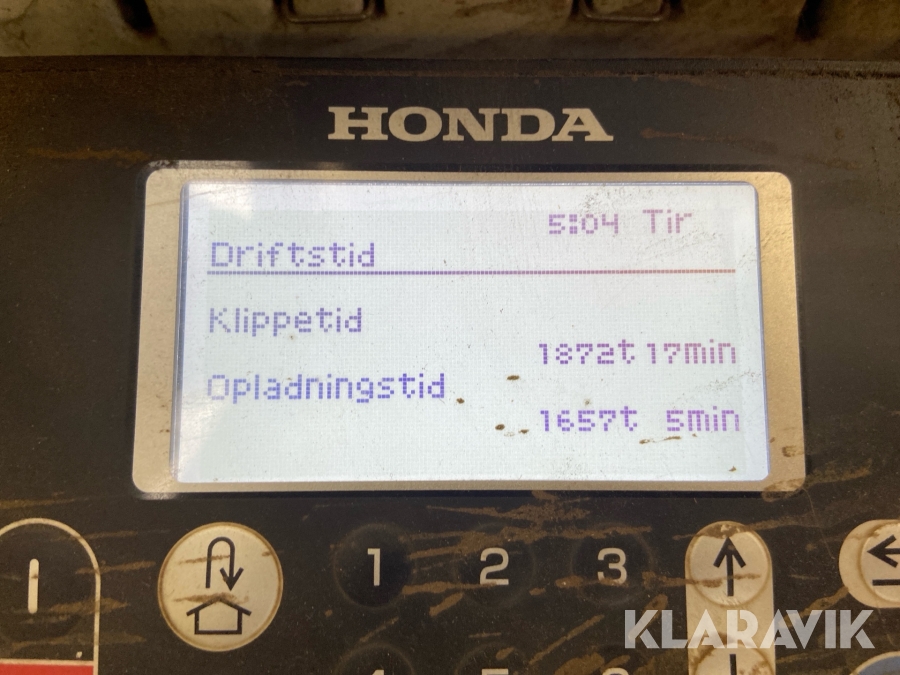 HONDA
5:04 Tir
Driftstid
Klippetid
1872t 17min
Opladningstid
1657t 5min
1 2 3
KLARAVIK